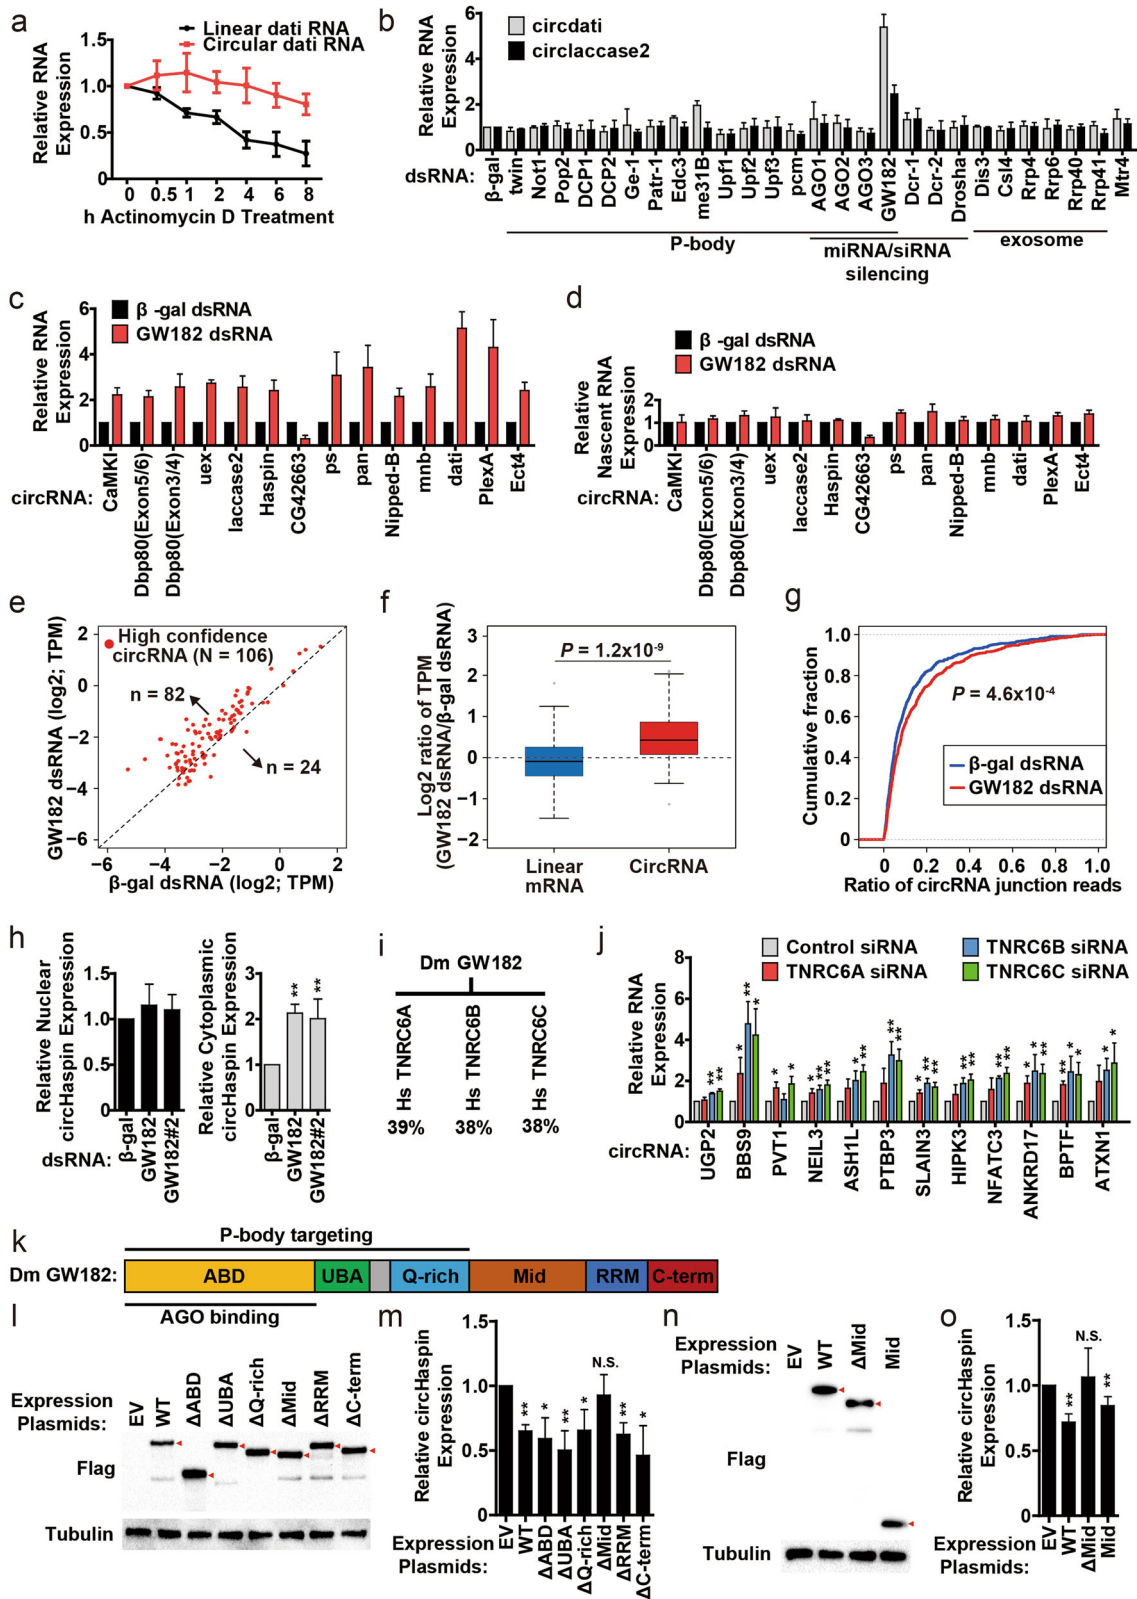 a
Linear dati RNA
Circular dati RNA
Relative RNA
Expression
1.5
1.0
0.5
0
0 0.5 1 2 4 6 8
h Actinomycin D Treatment
b
circdati
circlaccase2
Relative RNA
Expression
6
4
2
0
dsRNA:
β-gal
twin
Not1
Pop2
DCP1
DCP2
Ge-1
Patr-1
Edc3
me31B
Upf1
Upf2
Upf3
pcm
AGO1
AGO2
AGO3
GW182
Dcr-1
Dcr-2
Drosha
Dis3
Csl4
Rrp4
Rrp6
Rrp40
Rrp41
Mtr4
P-body
miRNA/siRNA
silencing
exosome
c
β -gal dsRNA
GW182 dsRNA
Relative RNA
Expression
6
4
2
0
circRNA:
CaMKI
Dbp80(Exon5/6)
Dbp80(Exon3/4)
uex
laccase2
Haspin
CG42663
ps
pan
Nipped-B
mnb
dati
PlexA
Ect4
d
β -gal dsRNA
GW182 dsRNA
Relative
Nascent RNA
Expression
2
1
0
circRNA:
CaMKI
Dbp80(Exon5/6)
Dbp80(Exon3/4)
uex
laccase2
Haspin
CG42663
ps
pan
Nipped-B
mnb
dati
PlexA
Ect4
e
High confidence
circRNA (N = 106)
n = 82
n = 24
GW182 dsRNA (log2; TPM)
2
0
−2
−4
−6
−6 −4 −2 0 2
β-gal dsRNA (log2; TPM)
f
P = 1.2x10-9
Log2 ratio of TPM
(GW182 dsRNA/β-gal dsRNA)
3
2
1
0
−1
−2
Linear
mRNA
CircRNA
g
P = 4.6x10-4
β-gal dsRNA
GW182 dsRNA
Cumulative fraction
1.0
0.8
0.6
0.4
0.2
0
0 0.2 0.4 0.6 0.8 1.0
Ratio of circRNA junction reads
h
Relative Nuclear
circHaspin Expression
1.5
1.0
0.5
0
dsRNA:
β-gal
GW182
GW182#2
Relative Cytoplasmic
circHaspin Expression
3
2
1
0
**
**
β-gal
GW182
GW182#2
i
Dm GW182
Hs TNRC6A
Hs TNRC6B
Hs TNRC6C
39% 38% 38%
j
Control siRNA
TNRC6A siRNA
TNRC6B siRNA
TNRC6C siRNA
Relative RNA
Expression
8
6
4
2
0
** ** * ** * * * * ** ** * ** ** ** * ** ** ** ** ** ** * ** ** ** * * * *
circRNA:
UGP2
BBS9
PVT1
NEIL3
ASH1L
PTBP3
SLAIN3
HIPK3
NFATC3
ANKRD17
BPTF
ATXN1
k
P-body targeting
Dm GW182:
ABD UBA Q-rich Mid RRM C-term
AGO binding
l
Expression
Plasmids:
EV
WT
ΔABD
ΔUBA
ΔQ-rich
ΔMid
ΔRRM
ΔC-term
Flag
Tubulin
m
Relative circHaspin
Expression
1.5
1.0
0.5
0
** * ** * N.S. ** *
Expression
Plasmids:
EV
WT
ΔABD
ΔUBA
ΔQ-rich
ΔMid
ΔRRM
ΔC-term
n
Expression
Plasmids:
EV
WT
ΔMid
Mid
Flag
Tubulin
o
Relative circHaspin
Expression
1.5
1.0
0.5
0
** N.S. **
Expression
Plasmids:
EV
WT
ΔMid
Mid